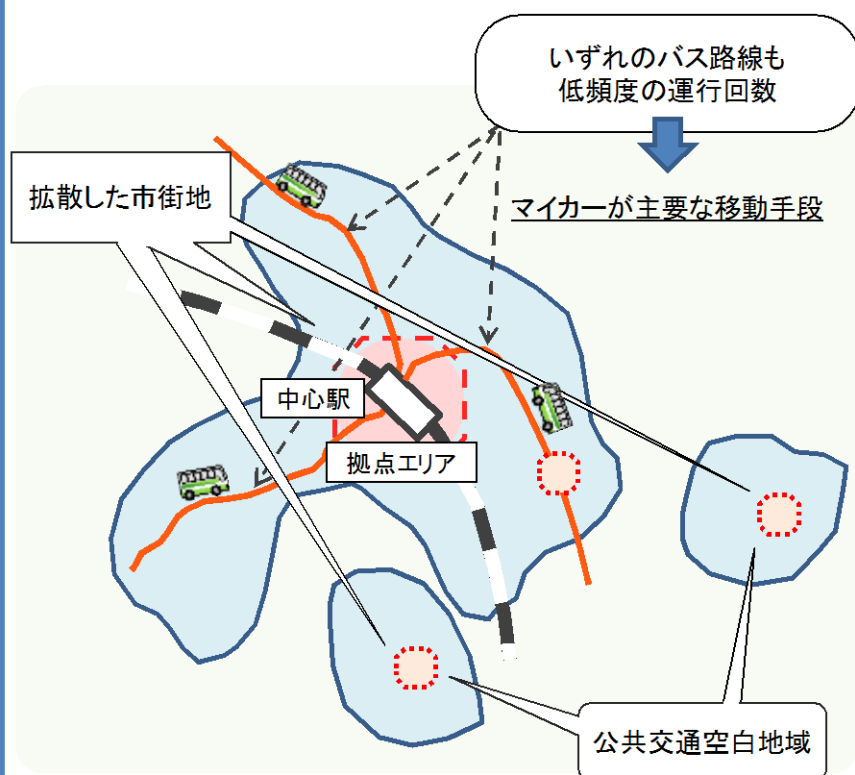 いずれのバス路線も
低頻度の運行回数
マイカーが主要な移動手段
拡散した市街地
中心駅
拠点エリア
公共交通空白地域